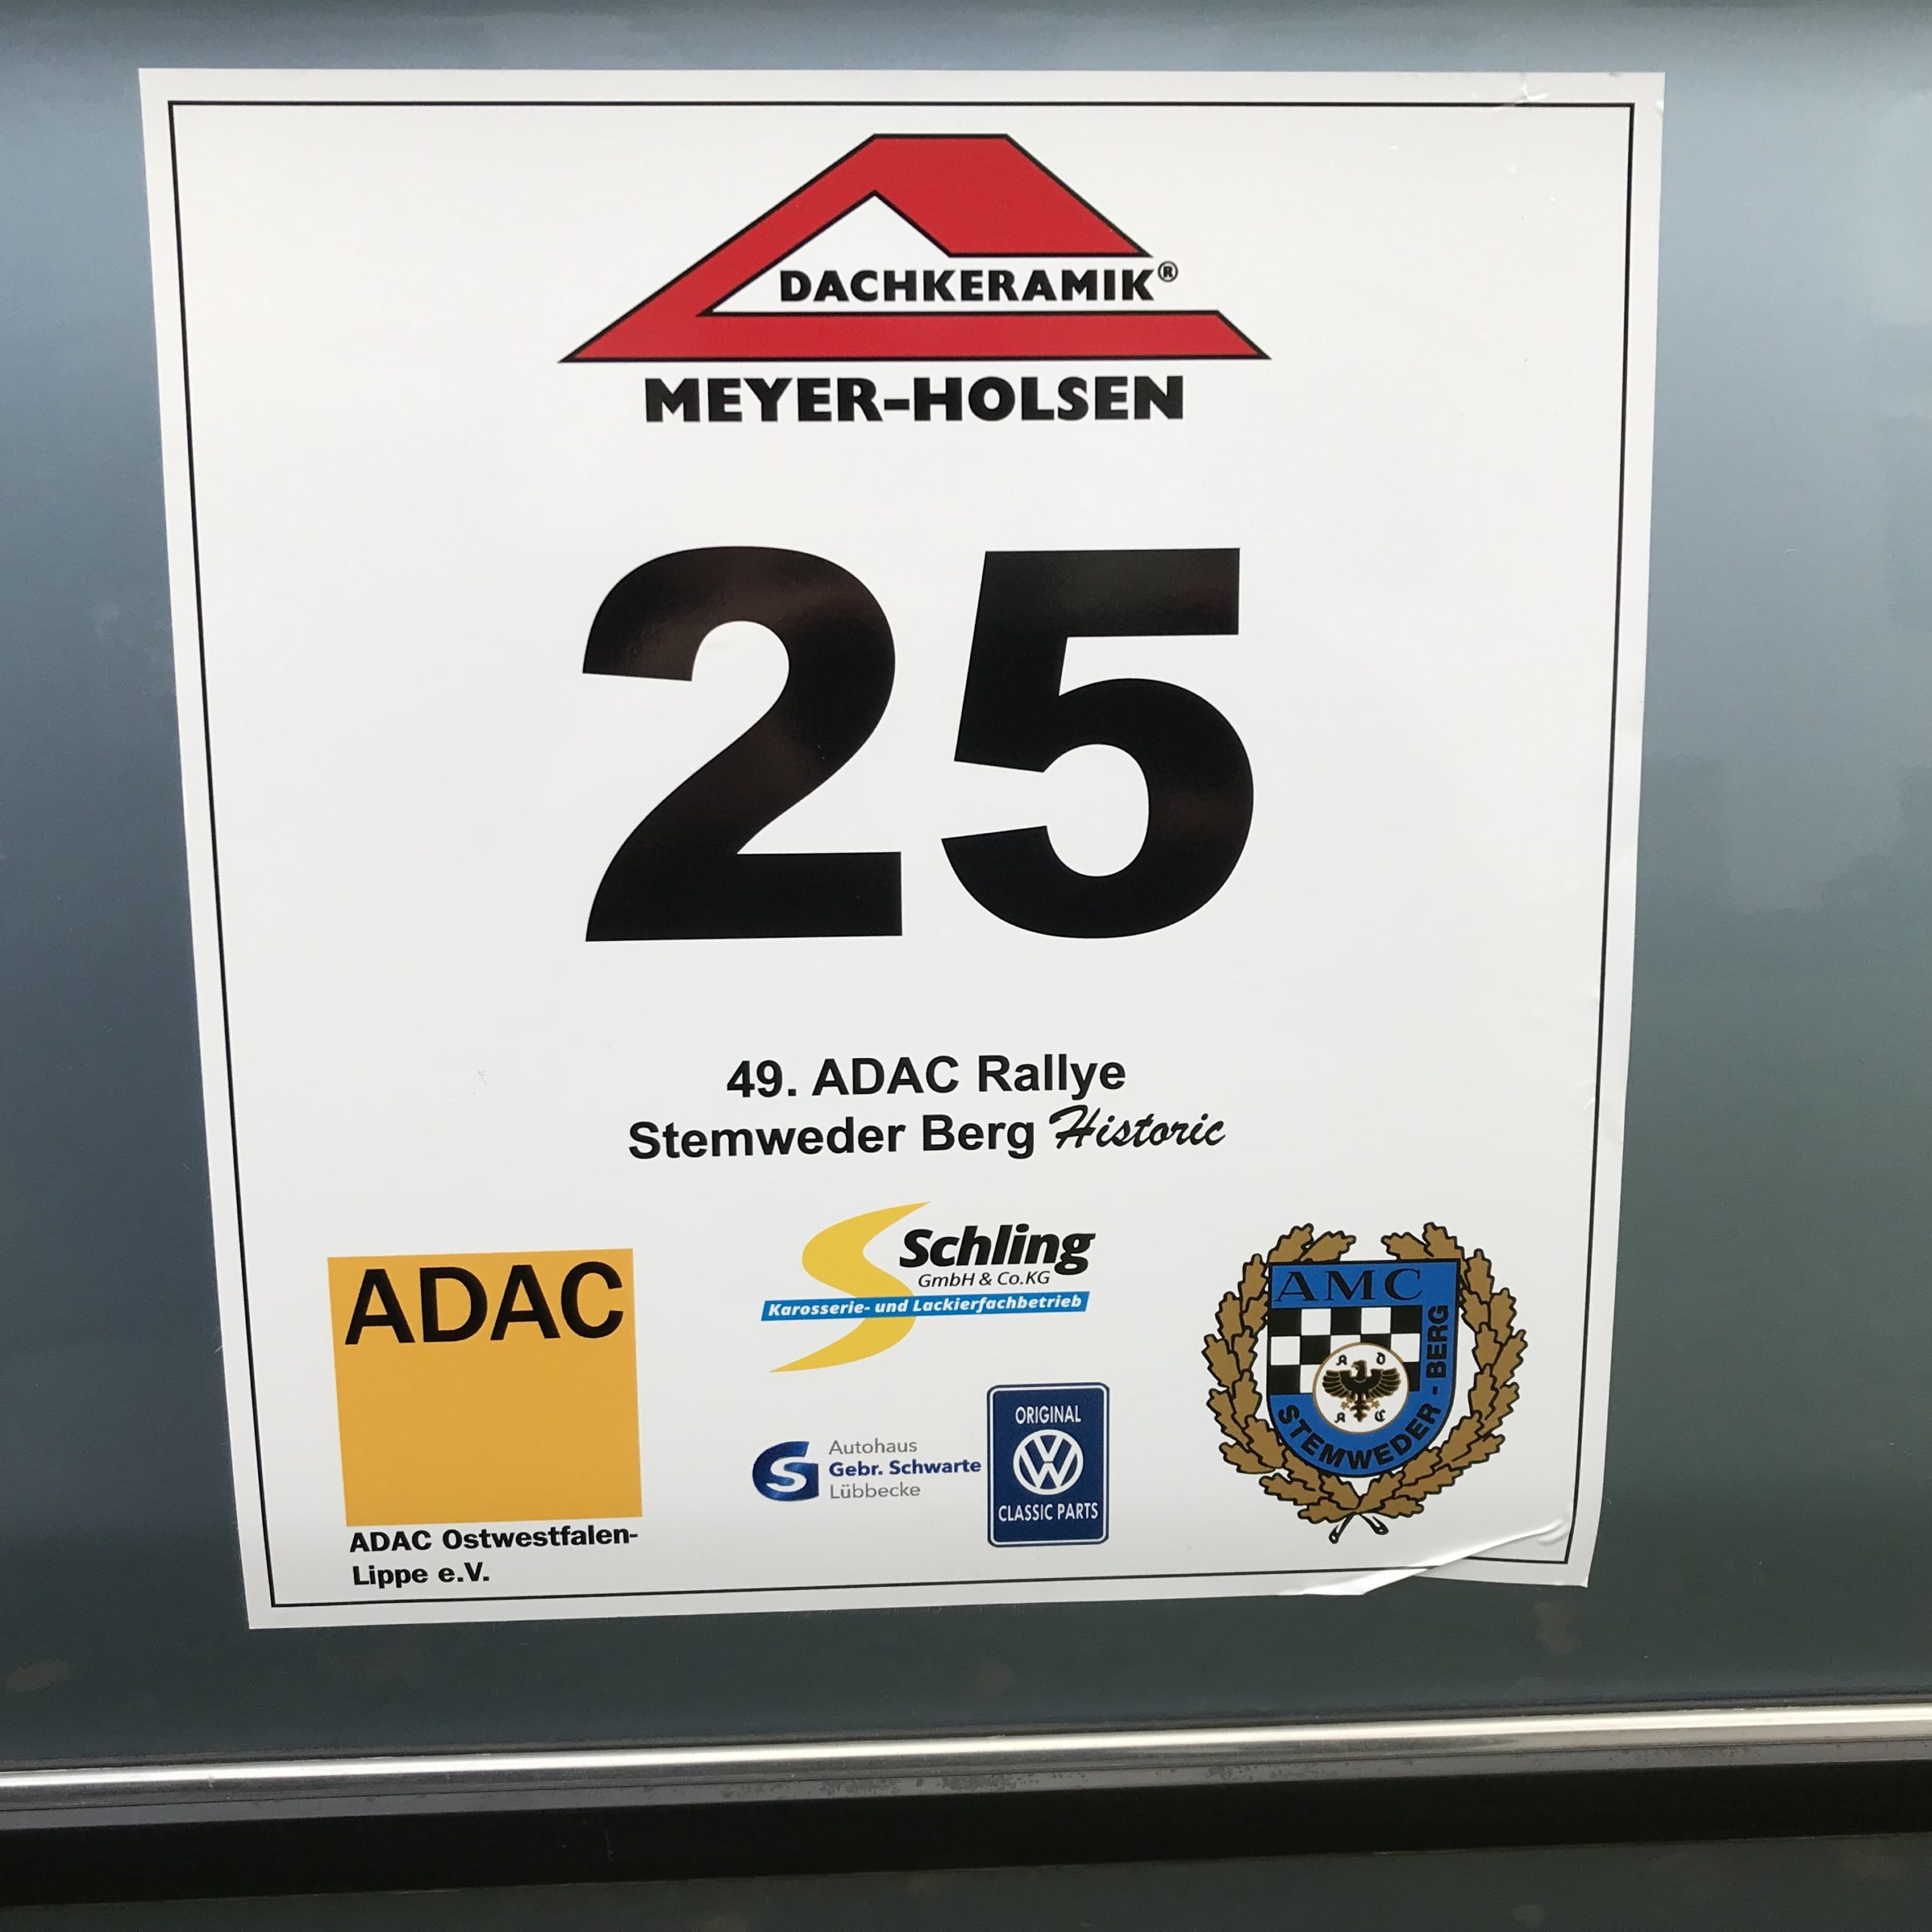 DACHKERAMIK®
MEYER-HOLSEN
25
49. ADAC Rallye
Stemweder Berg Historic
ADAC
ADAC Ostwestfalen-
Lippe e.V.
Schling
GmbH & Co.KG
Karosserie- und Lackierfachbetrieb
Autohaus
Gebr. Schwarte
Lübbecke
ORIGINAL
CLASSIC PARTS
AMC
STEMWEDER - BERG
A D
A C